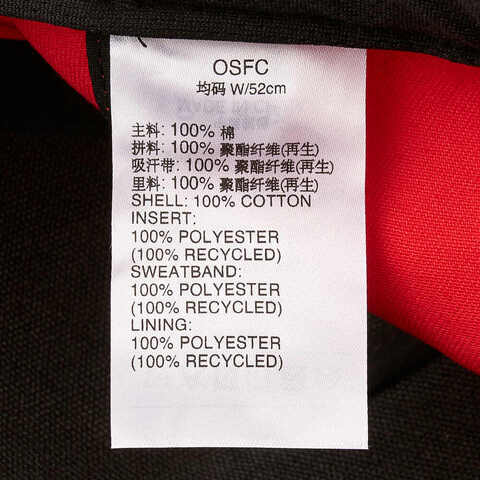 OSFC
均码 W/52cm
主料: 100% 棉
拼料: 100% 聚酯纤维(再生)
吸汗带: 100% 聚酯纤维(再生)
里料: 100% 聚酯纤维(再生)
SHELL: 100% COTTON
INSERT:
100% POLYESTER
(100% RECYCLED)
SWEATBAND:
100% POLYESTER
(100% RECYCLED)
LINING:
100% POLYESTER
(100% RECYCLED)